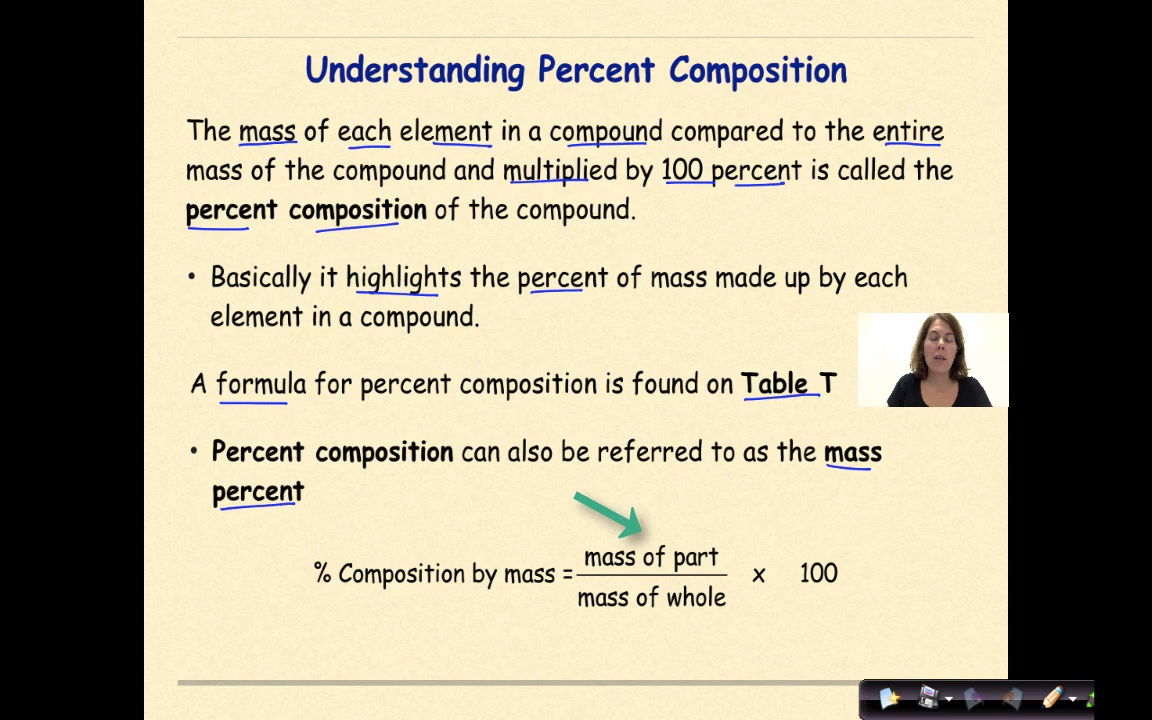 Understanding Percent Composition
The mass of each element in a compound compared to the entire
mass of the compound and multiplied by 100 percent is called the
percent composition of the compound.
• Basically it highlights the percent of mass made up by each
element in a compound.
A formula for percent composition is found on Table T
• Percent composition can also be referred to as the mass
percent
% Composition by mass = mass of part / mass of whole x 100